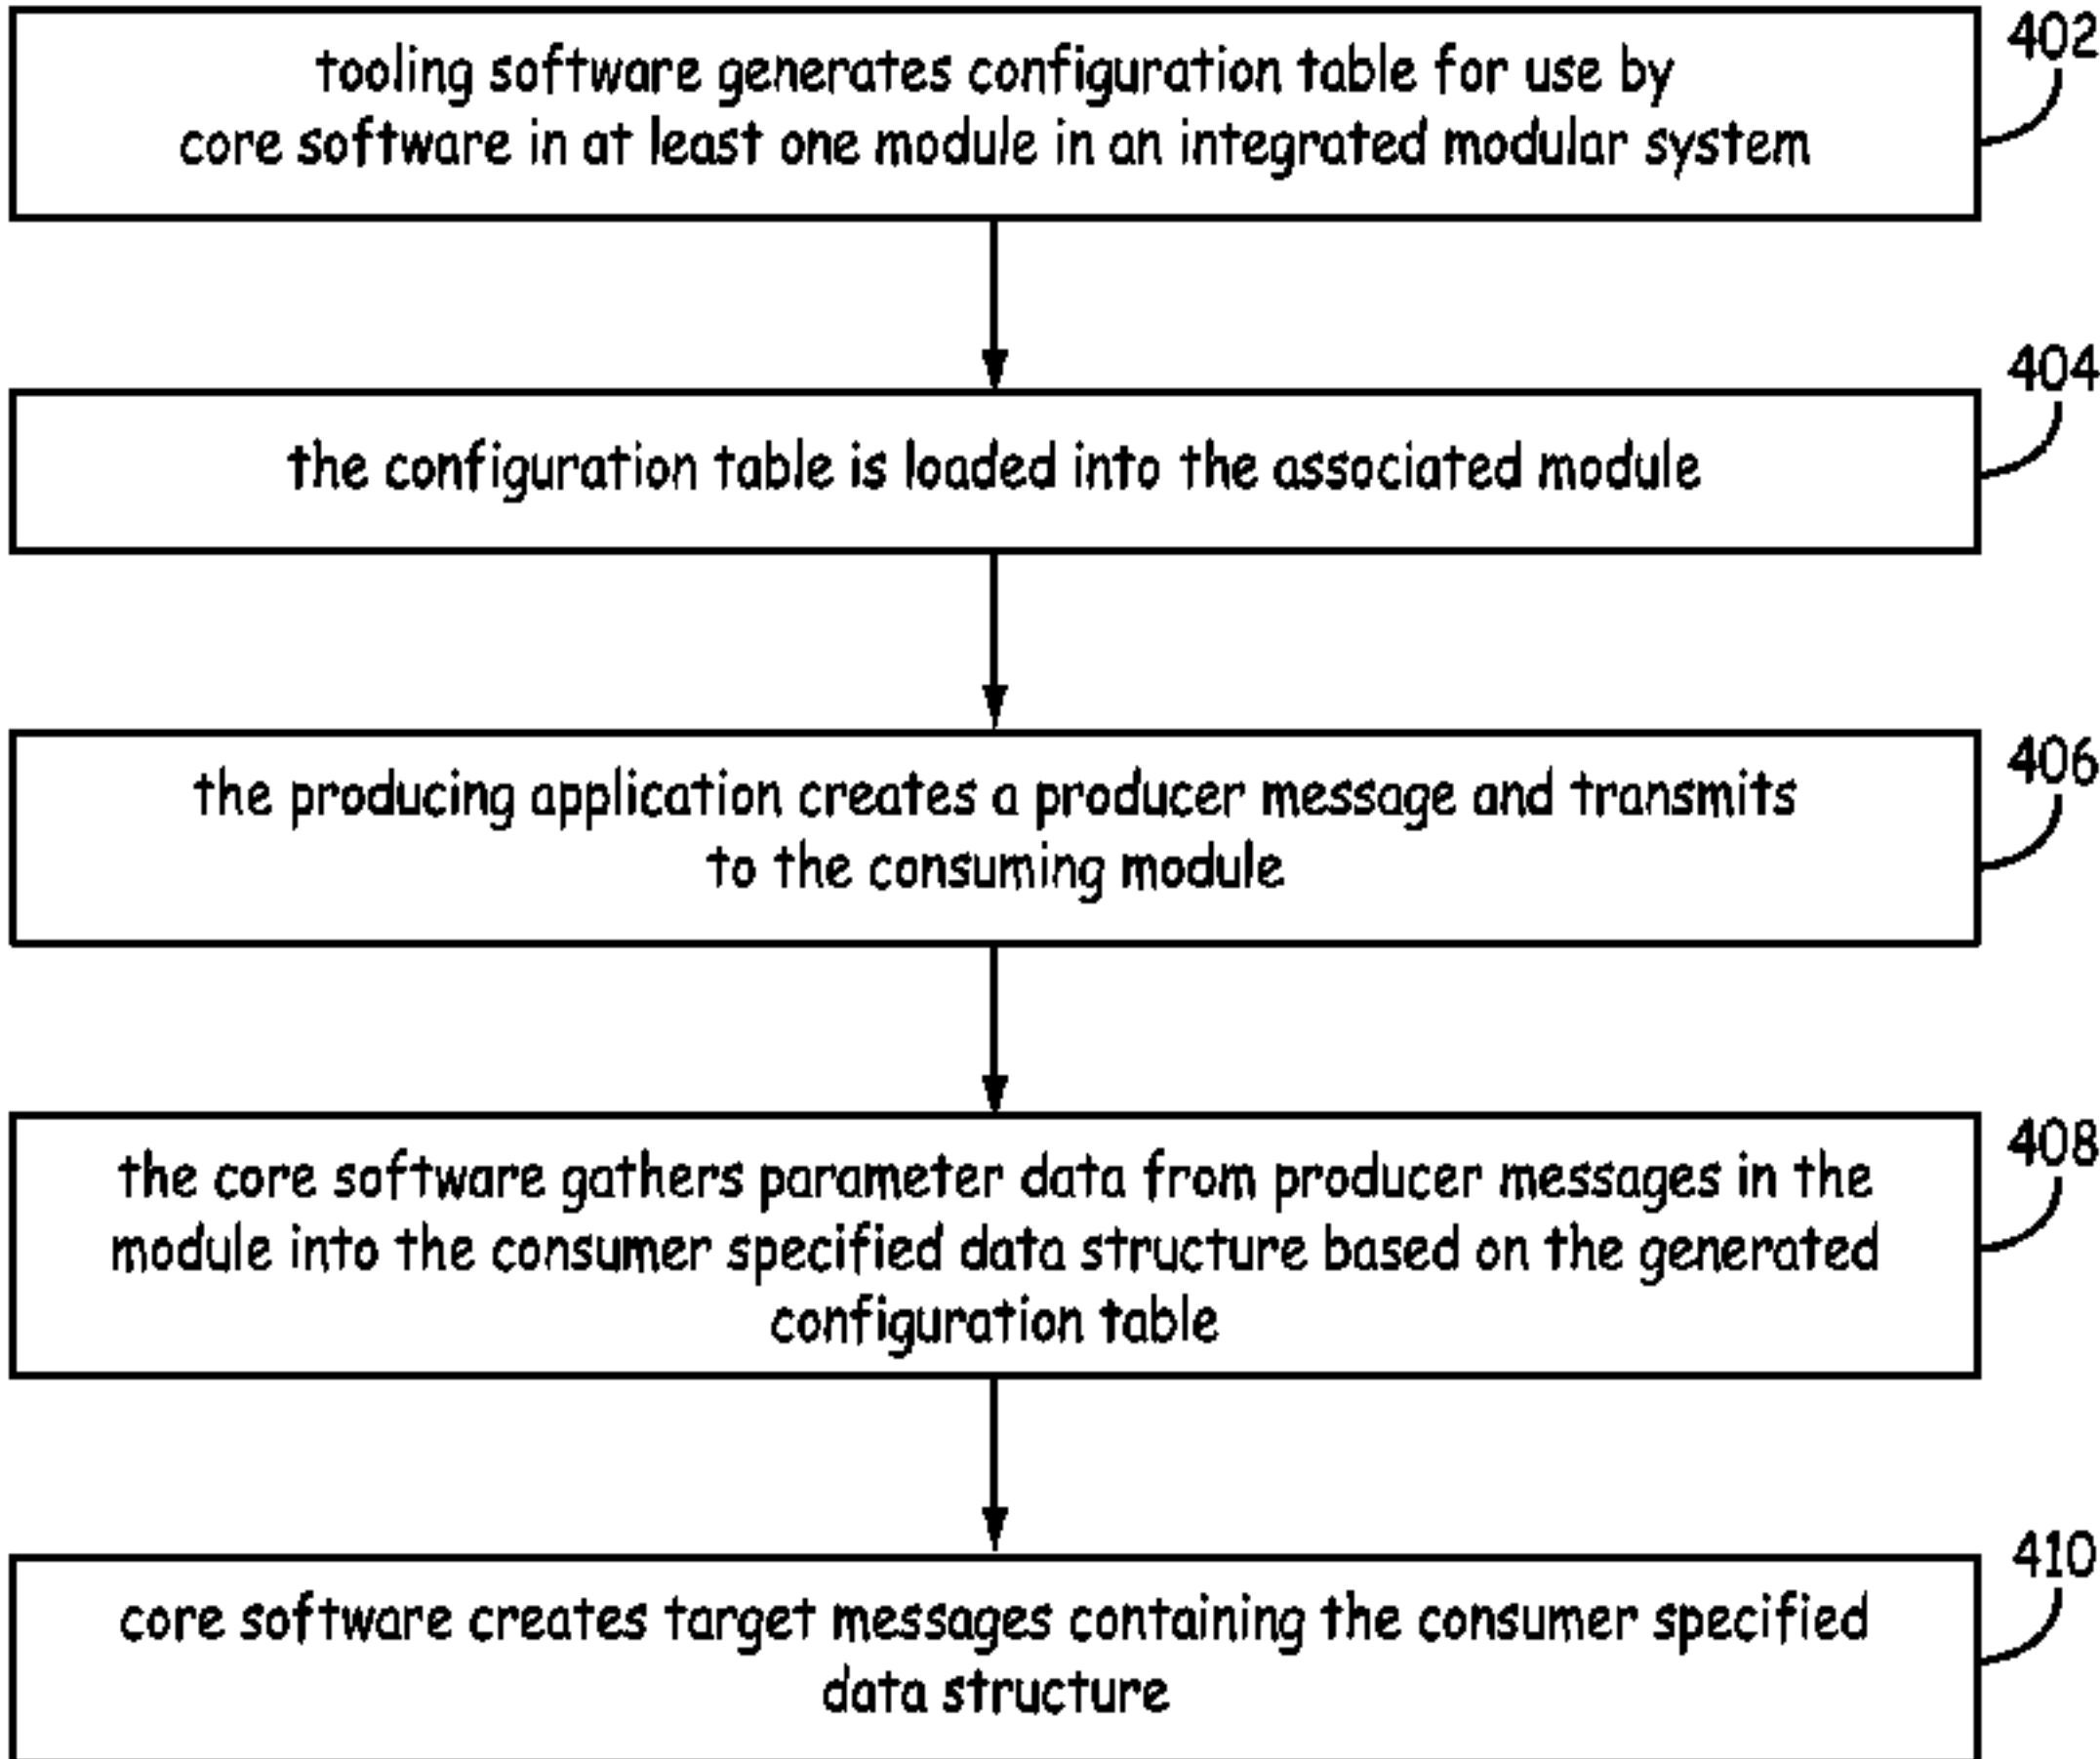 402
tooling software generates configuration table for use by
core software in at least one module in an integrated modular system
404
the configuration table is loaded into the associated module
406
the producing application creates a producer message and transmits
to the consuming module
408
the core software gathers parameter data from producer messages in the
module into the consumer specified data structure based on the generated
configuration table
410
core software creates target messages containing the consumer specified
data structure